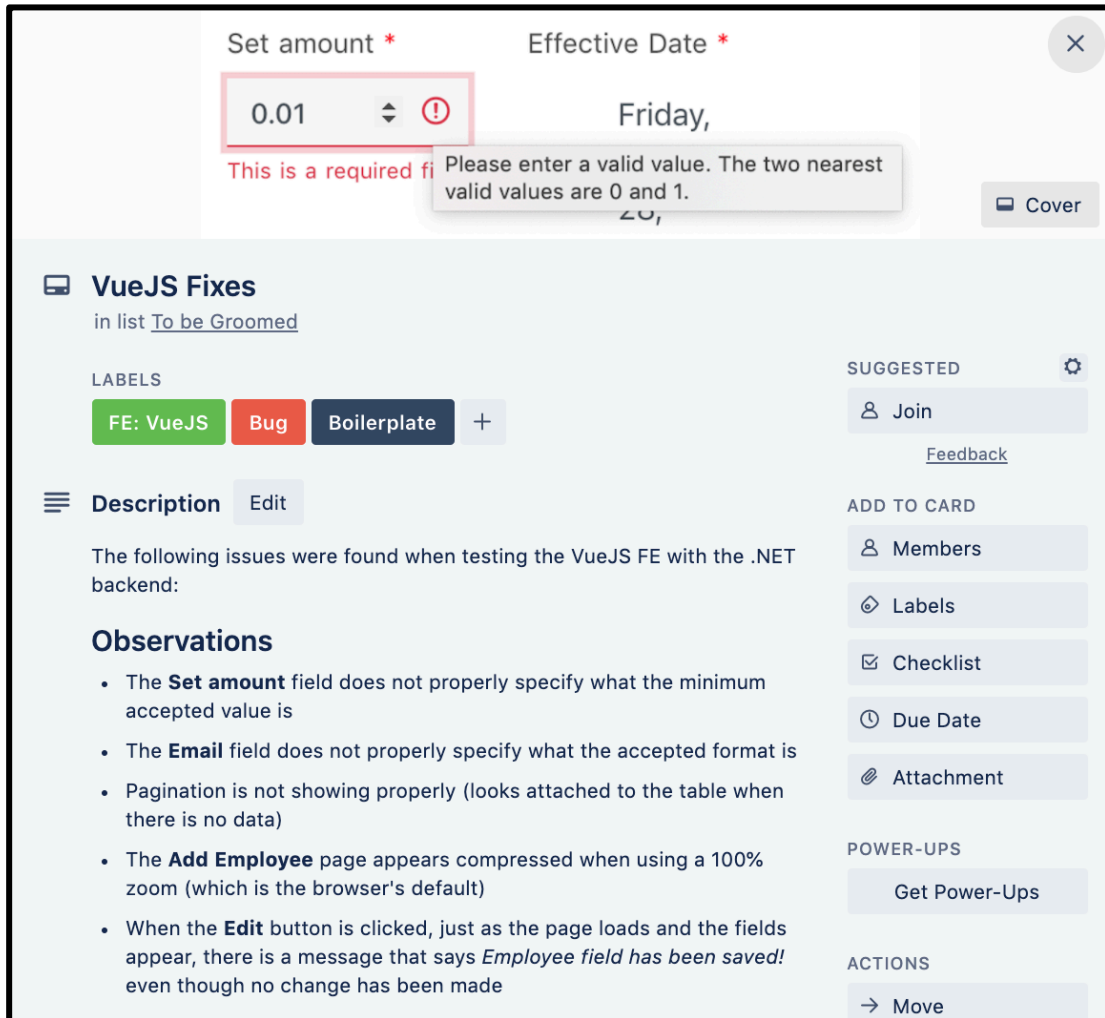 Set amount * Effective Date *
0.01 Friday,
This is a required fi
Please enter a valid value. The two nearest
valid values are 0 and 1.
Cover
VueJS Fixes
in list To be Groomed
LABELS
FE: VueJS Bug Boilerplate +
Description Edit
The following issues were found when testing the VueJS FE with the .NET
backend:
Observations
• The Set amount field does not properly specify what the minimum
accepted value is
• The Email field does not properly specify what the accepted format is
• Pagination is not showing properly (looks attached to the table when
there is no data)
• The Add Employee page appears compressed when using a 100%
zoom (which is the browser's default)
• When the Edit button is clicked, just as the page loads and the fields
appear, there is a message that says Employee field has been saved!
even though no change has been made
SUGGESTED
Join
Feedback
ADD TO CARD
Members
Labels
Checklist
Due Date
Attachment
POWER-UPS
Get Power-Ups
ACTIONS
Move